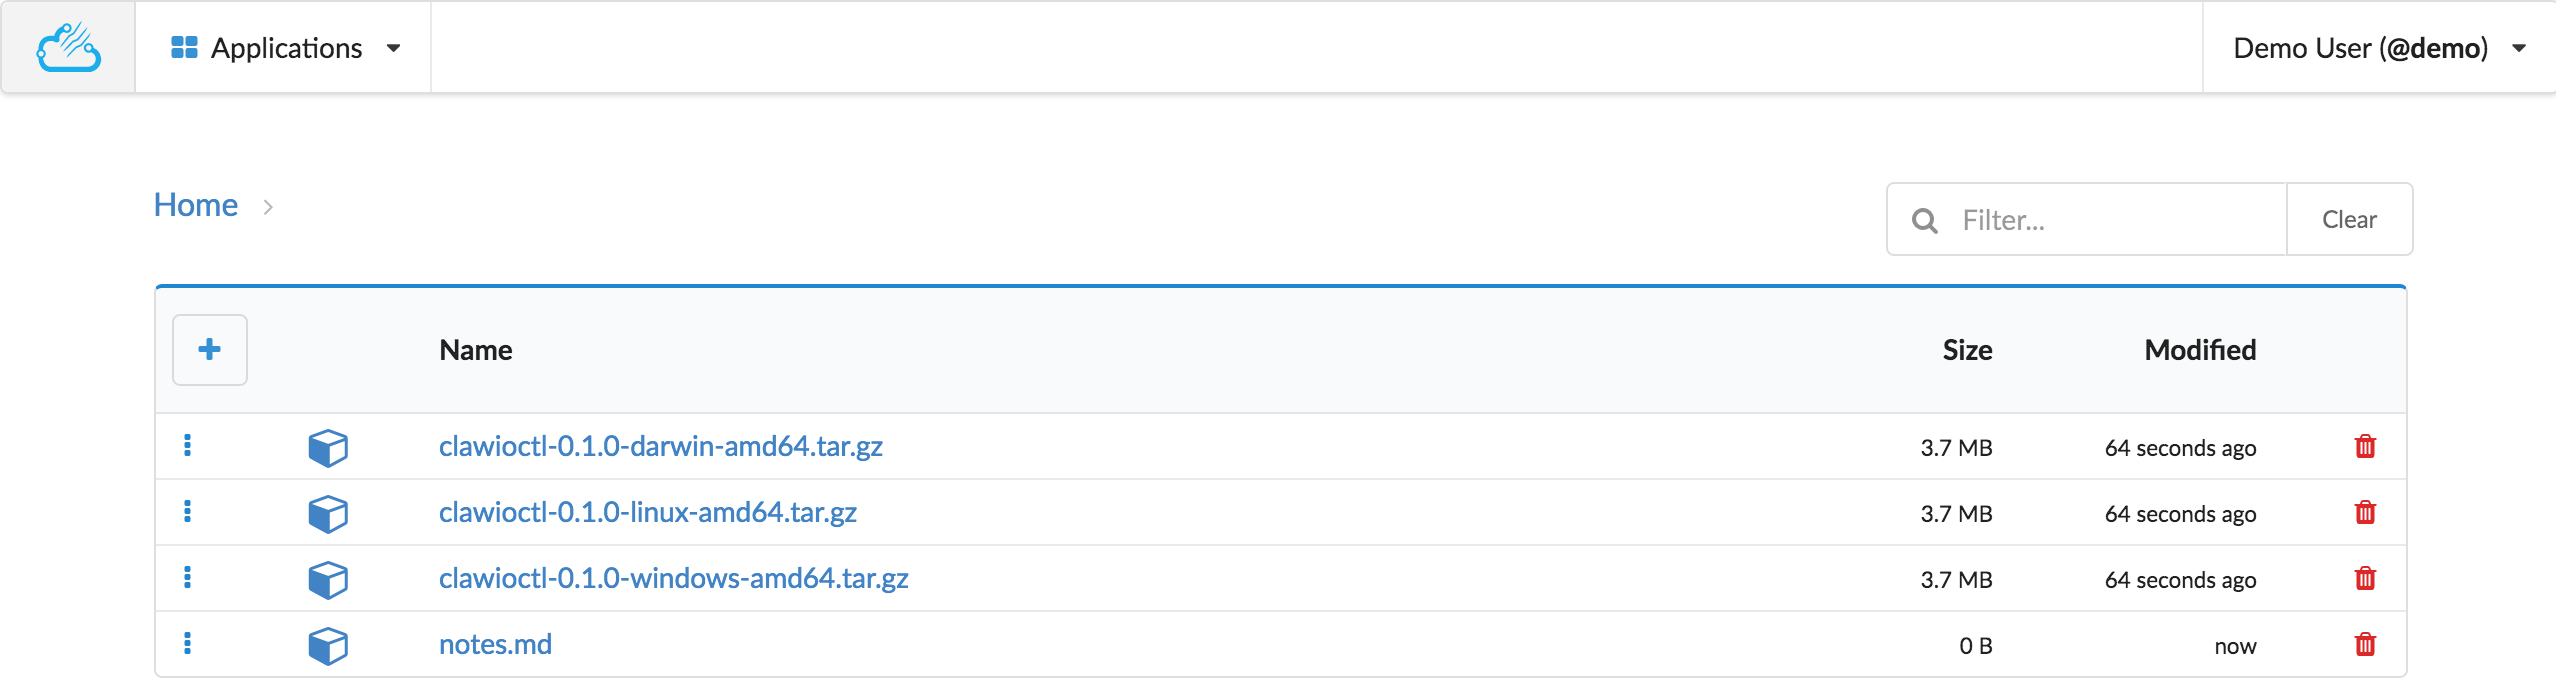 Applications
Demo User (@demo)
Home
Filter...
Clear
Name Size Modified
clawioctl-0.1.0-darwin-amd64.tar.gz 3.7 MB 64 seconds ago
clawioctl-0.1.0-linux-amd64.tar.gz 3.7 MB 64 seconds ago
clawioctl-0.1.0-windows-amd64.tar.gz 3.7 MB 64 seconds ago
notes.md 0 B now